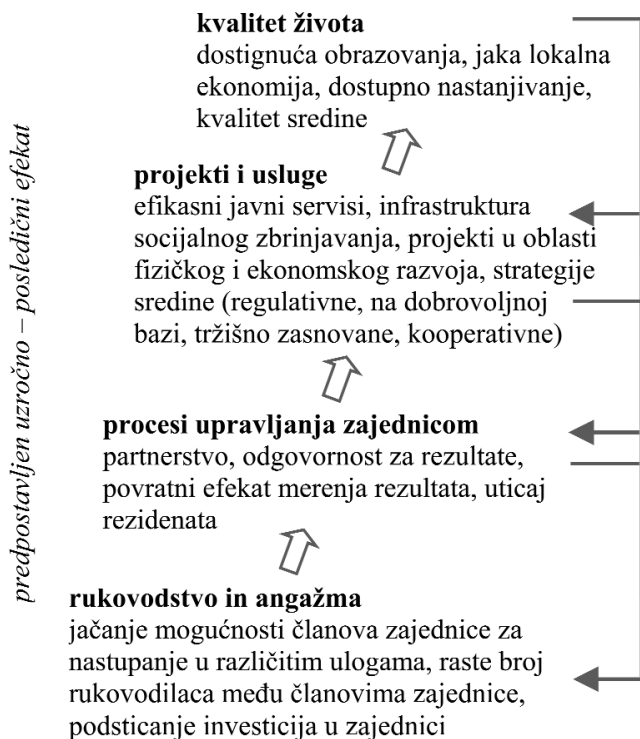 kvalitet života
dostignuća obrazovanja, jaka lokalna
ekonomija, dostupno nastanjivanje,
kvalitet sredine
predpostavljen uzročno – posledični efekat
projekti i usluge
efikasni javni servisi, infrastruktura
socijalnog zbrinjavanja, projekti u oblasti
fizičkog i ekonomskog razvoja, strategije
sredine (regulativne, na dobrovoljnoj
bazi, tržišno zasnovane, kooperativne)
procesi upravljanja zajednicom
partnerstvo, odgovornost za rezultate,
povratni efekat merenja rezultata, uticaj
rezidenata
rukovodstvo in angažma
jačanje mogućnosti članova zajednice za
nastupanje u različitim ulogama, raste broj
rukovodilaca među članovima zajednice,
podsticanje investicija u zajednici